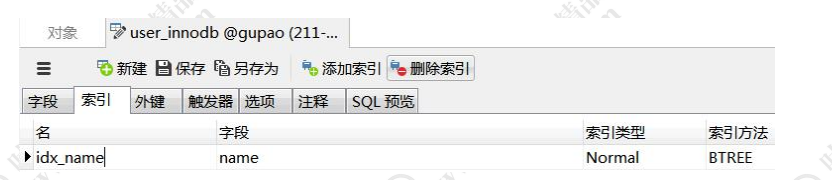 对象 user_innodb @gupao (211-...
新建 保存 另存为 添加索引 删除索引
字段 索引 外键 触发器 选项 注释 SQL 预览
名 字段 索引类型 索引方法
idx_name name Normal BTREE